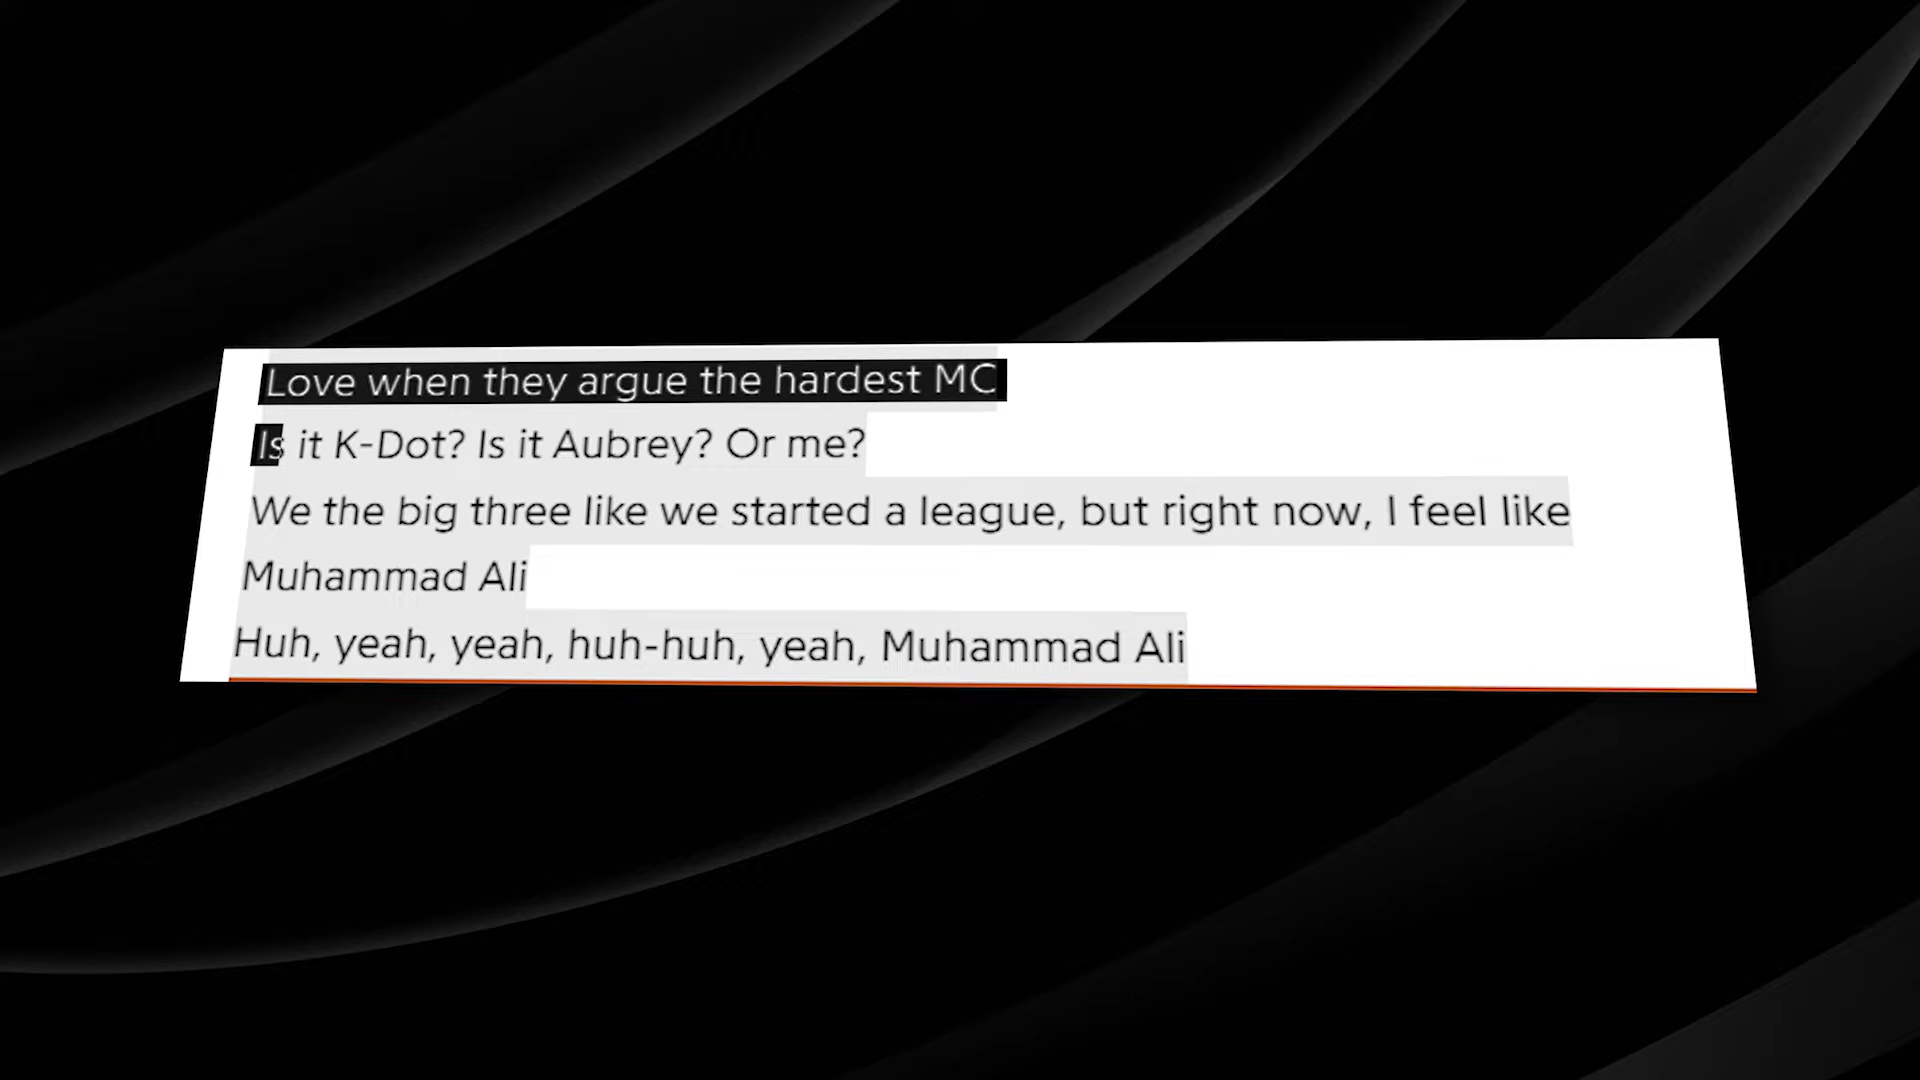 Love when they argue the hardest MC
Is it K-Dot? Is it Aubrey? Or me?
We the big three like we started a league, but right now, I feel like
Muhammad Ali
Huh, yeah, yeah, huh-huh, yeah, Muhammad Ali